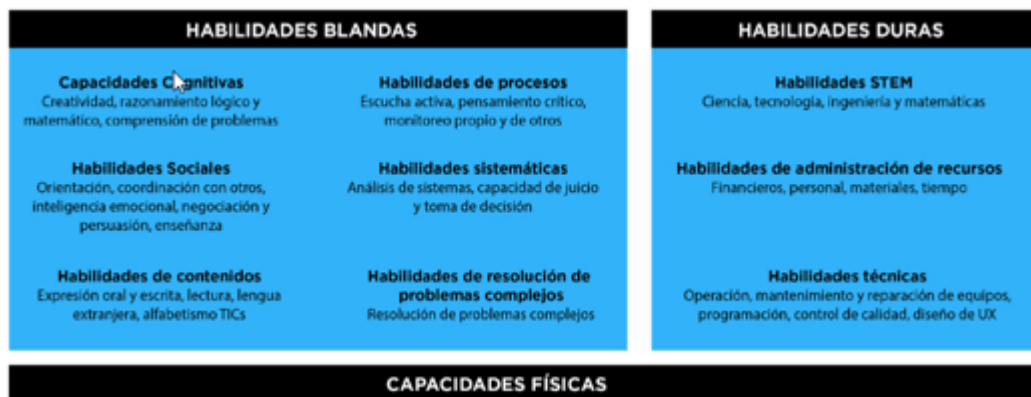 HABILIDADES BLANDAS
Capacidades Cognitivas
Creatividad, razonamiento lógico y
matemático, comprensión de problemas
Habilidades de procesos
Escucha activa, pensamiento crítico,
monitoreo propio y de otros
Habilidades Sociales
Orientación, coordinación con otros,
inteligencia emocional, negociación y
persuasión, enseñanza
Habilidades sistemáticas
Análisis de sistemas, capacidad de juicio
y toma de decisión
Habilidades de contenidos
Expresión oral y escrita, lectura, lengua
extranjera, alfabetismo TICs
Habilidades de resolución de
problemas complejos
Resolución de problemas complejos
HABILIDADES DURAS
Habilidades STEM
Ciencia, tecnología, ingeniería y matemáticas
Habilidades de administración de recursos
Financieros, personal, materiales, tiempo
Habilidades técnicas
Operación, mantenimiento y reparación de equipos,
programación, control de calidad, diseño de UX
CAPACIDADES FÍSICAS